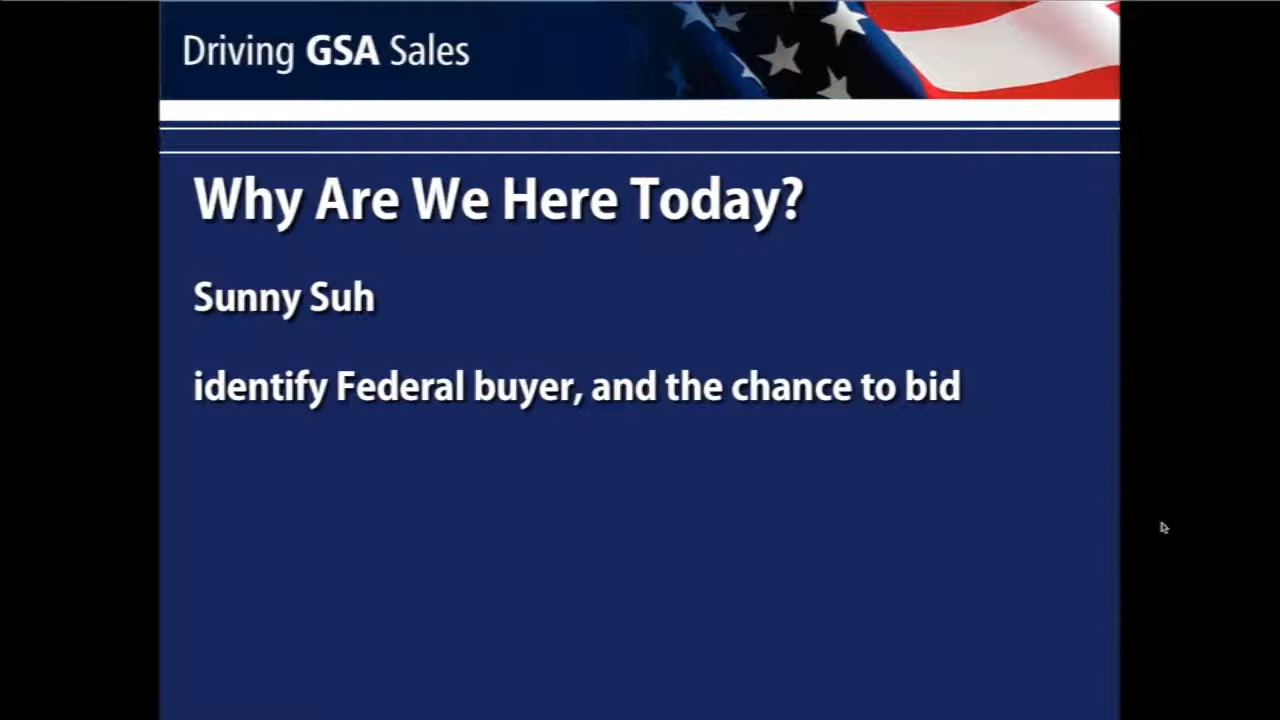 Driving GSA Sales
Why Are We Here Today?
Sunny Suh
identify Federal buyer, and the chance to bid